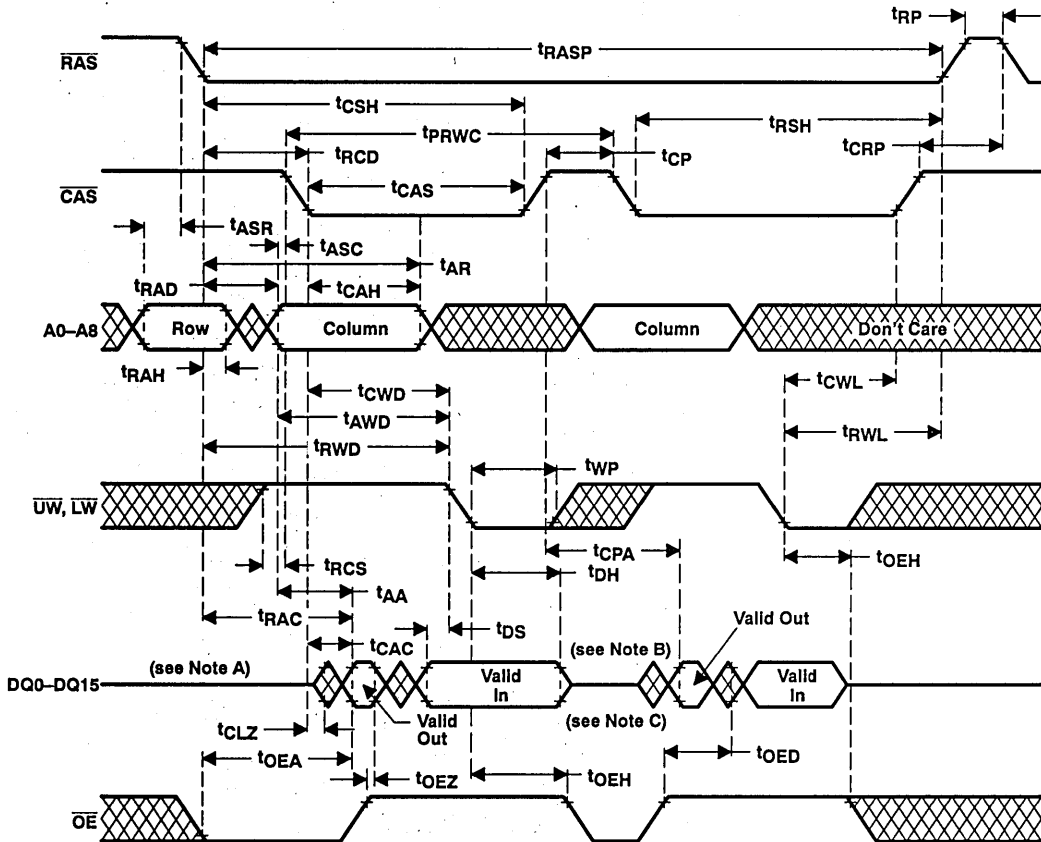 tRP
RAS
tRASP
tCSH
tPRWC
tRSH
tRCD
tCP
tCRP
CAS
tCAS
tASR
tASC
tAR
tRAD
tCAH
A0–A8
Row
Column
Column
Don't Care
tRAH
tCWD
tCWL
tAWD
tRWD
tRWL
tWP
UW, LW
tCPA
tRCS
tDH
tOEH
tAA
tRAC
tDS
Valid Out
tCAC
(see Note A)
(see Note B)
DQ0–DQ15
Valid In
Valid In
Valid Out
(see Note C)
tCLZ
tOEA
tOEZ
tOEH
tOED
OE